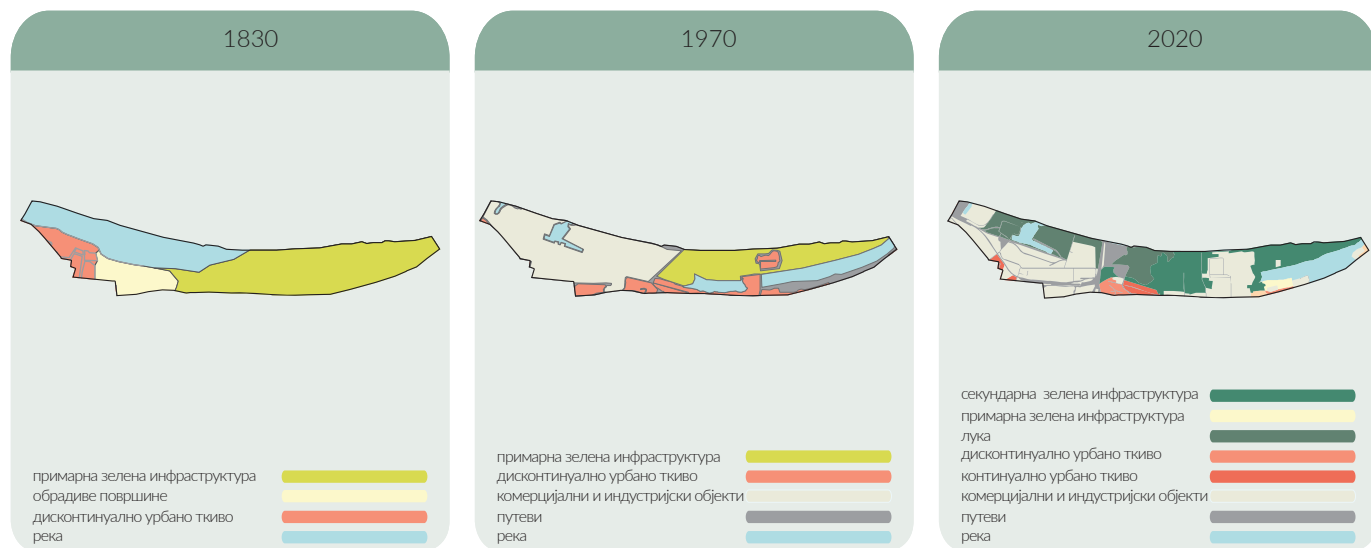 1830
примарна зелена инфраструктура
обрадиве површине
дисконтинуално урбано ткиво
река
1970
примарна зелена инфраструктура
дисконтинуално урбано ткиво
комерцијални и индустријски објекти
путеви
река
2020
секундарна зелена инфраструктура
примарна зелена инфраструктура
лука
дисконтинуално урбано ткиво
континуално урбано ткиво
комерцијални и индустријски објекти
путеви
река